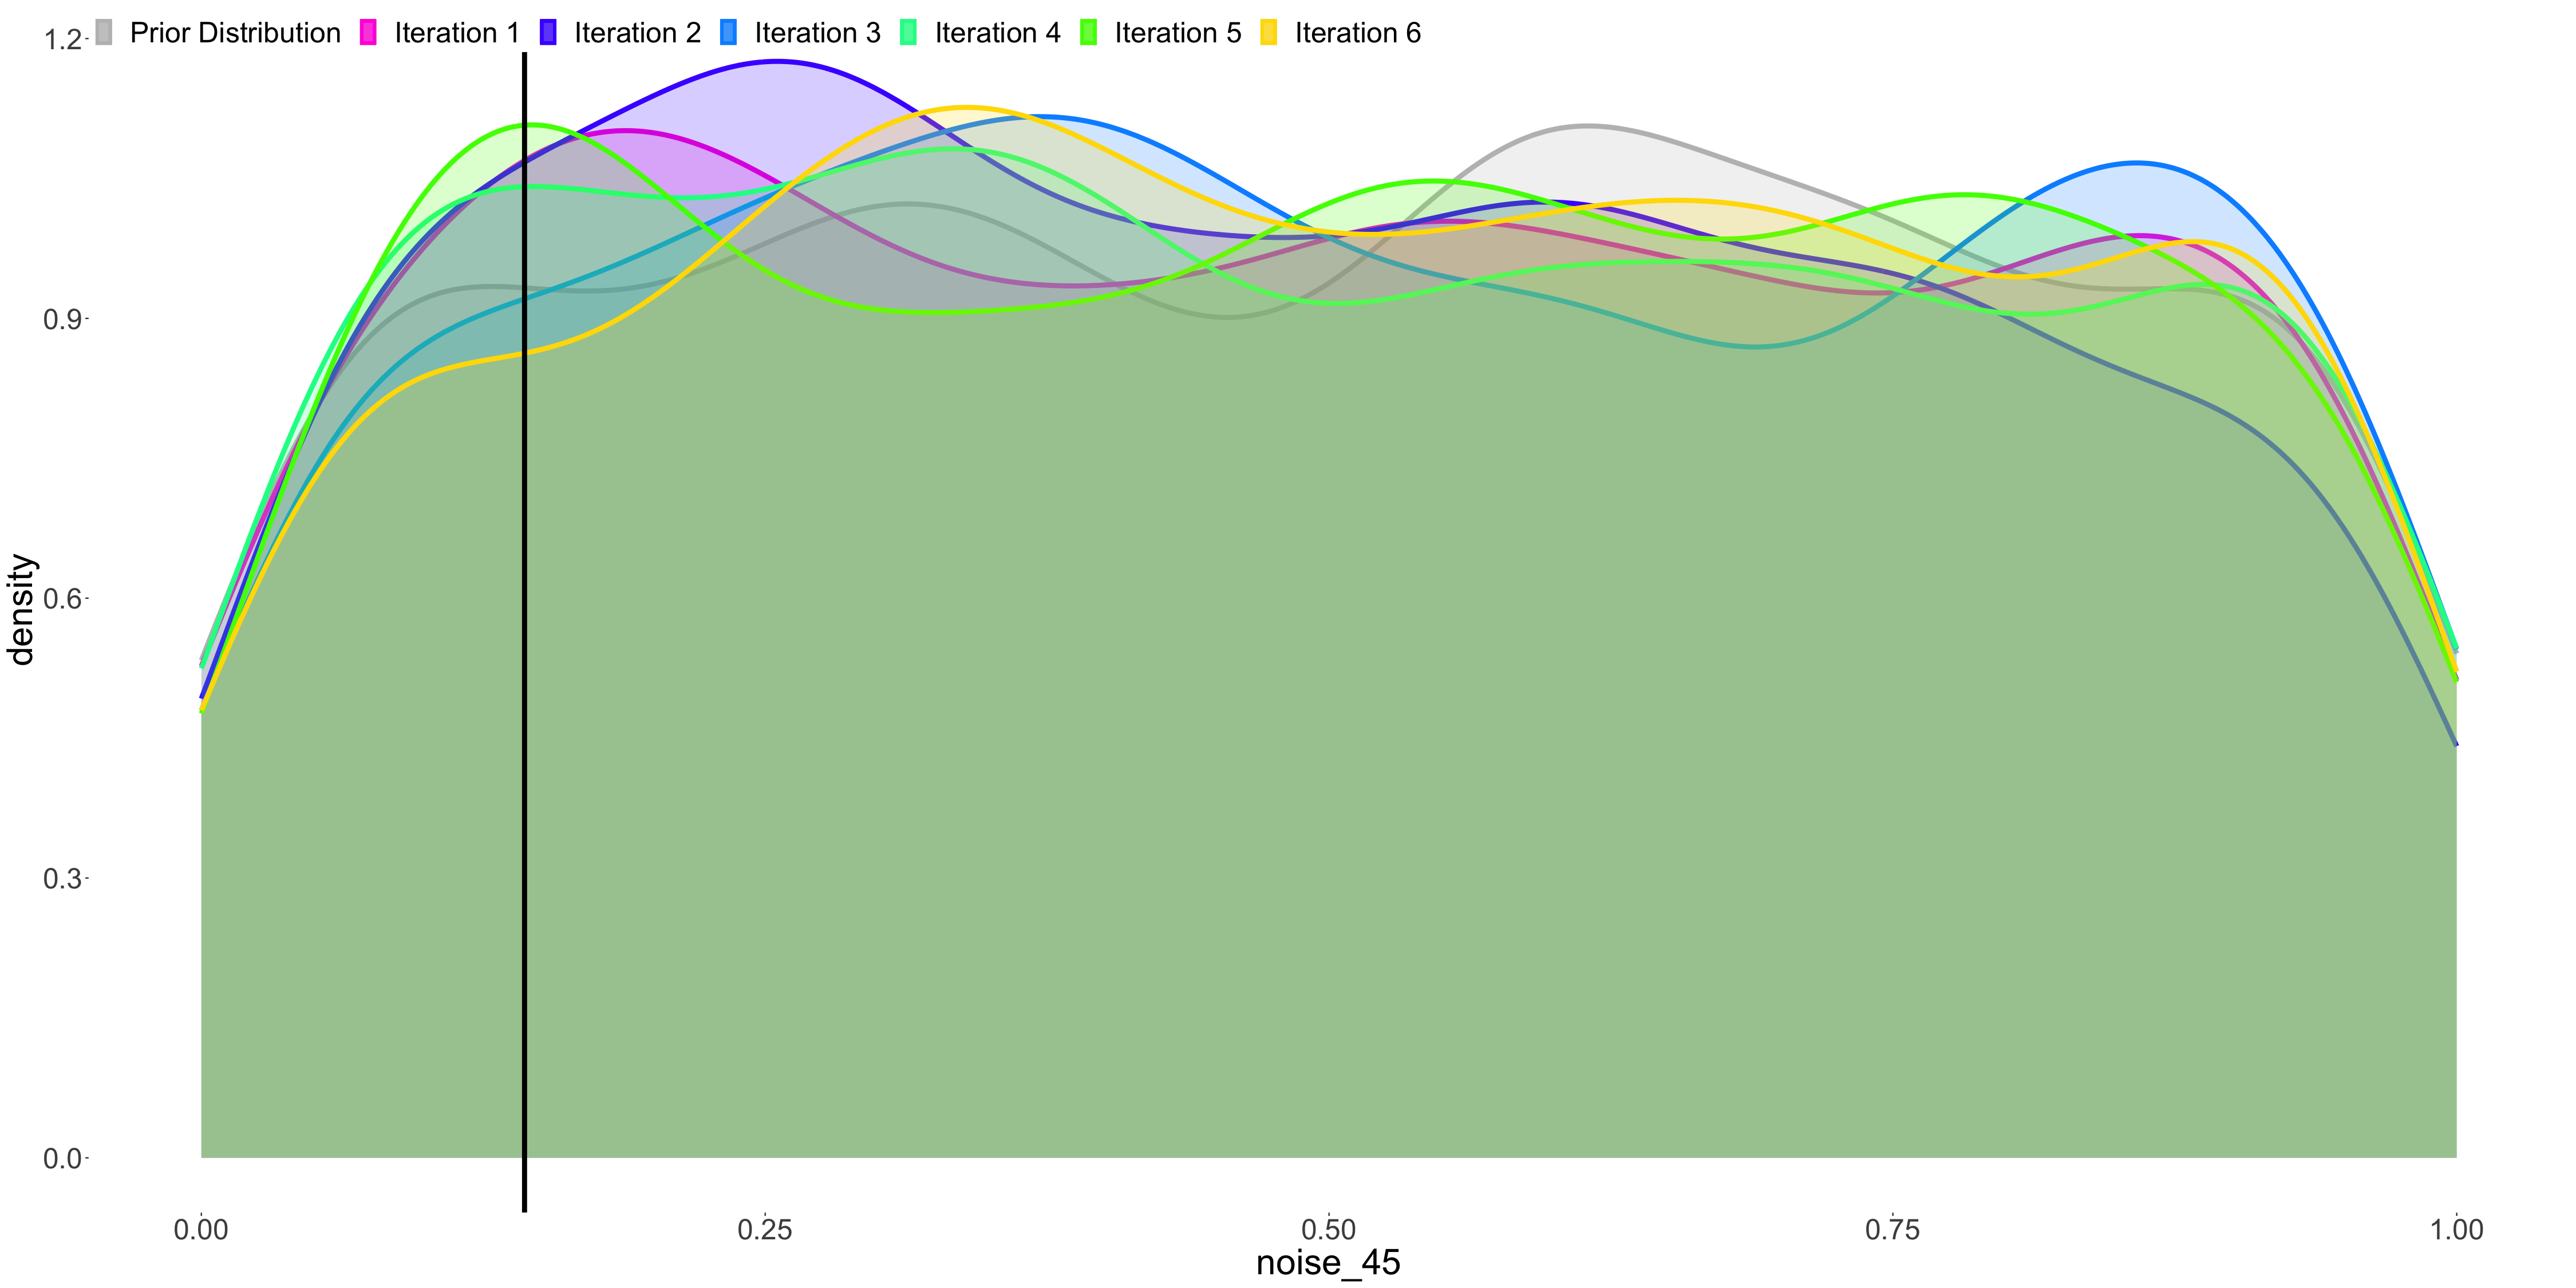 Prior Distribution Iteration 1 Iteration 2 Iteration 3 Iteration 4 Iteration 5 Iteration 6
1.2
0.9
0.6
0.3
0.0
density
0.00 0.25 0.50 0.75 1.00
noise_45